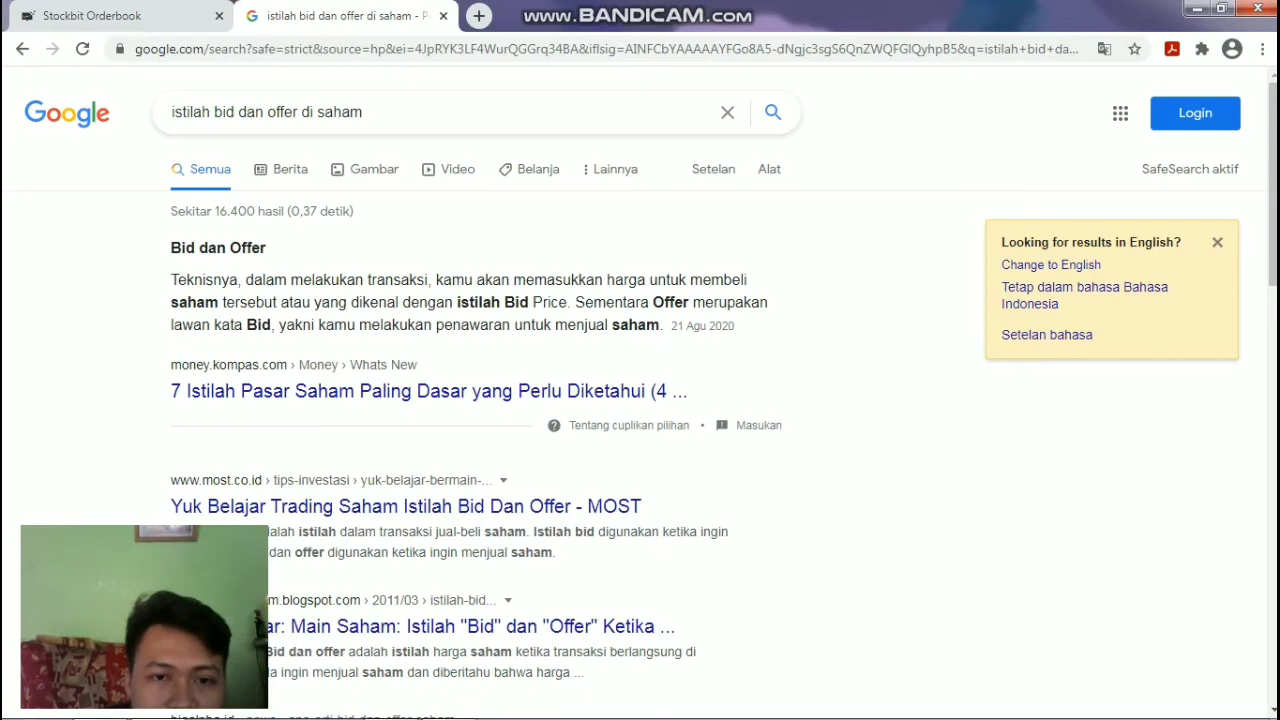 Stockbit Orderbook
istilah bid dan offer di saham - P
www.BANDICAM.com
google.com/search?safe=strict&source=hp&ei=4JpRYK3LF4WurQGGrq34BA&iflsig=AINFCbYAAAAAYFGo8A5-dNgjc3sgS6QnZWQFGlQyhpB5&q=istilah+bid+da...
Google
istilah bid dan offer di saham
Login
Semua
Berita
Gambar
Video
Belanja
Lainnya
Setelan
Alat
SafeSearch aktif
Sekitar 16.400 hasil (0,37 detik)
Bid dan Offer
Teknisnya, dalam melakukan transaksi, kamu akan memasukkan harga untuk membeli
saham tersebut atau yang dikenal dengan istilah Bid Price. Sementara Offer merupakan
lawan kata Bid, yakni kamu melakukan penawaran untuk menjual saham. 21 Agu 2020
money.kompas.com › Money › Whats New
7 Istilah Pasar Saham Paling Dasar yang Perlu Diketahui (4 ...
Tentang cuplikan pilihan • Masukan
Looking for results in English?
Change to English
Tetap dalam bahasa Bahasa
Indonesia
Setelan bahasa
www.most.co.id › tips-investasi › yuk-belajar-bermain-...
Yuk Belajar Trading Saham Istilah Bid Dan Offer - MOST
alah istilah dalam transaksi jual-beli saham. Istilah bid digunakan ketika ingin
dan offer digunakan ketika ingin menjual saham.
m.blogspot.com › 2011/03 › istilah-bid...
ar: Main Saham: Istilah "Bid" dan "Offer" Ketika ...
Bid dan offer adalah istilah harga saham ketika transaksi berlangsung di
la ingin menjual saham dan diberitahu bahwa harga ...